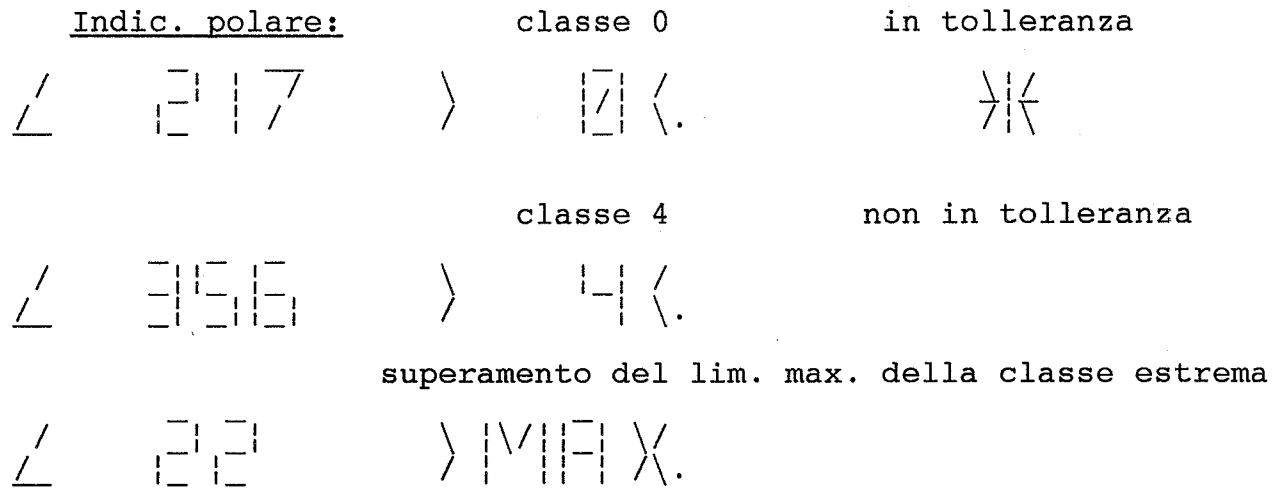 Indic. polare: classe 0 in tolleranza
∠ 217 > 0<. >|<
classe 4 non in tolleranza
∠ 356 > 4<.
superamento del lim. max. della classe estrema
∠ 22 >MAX.